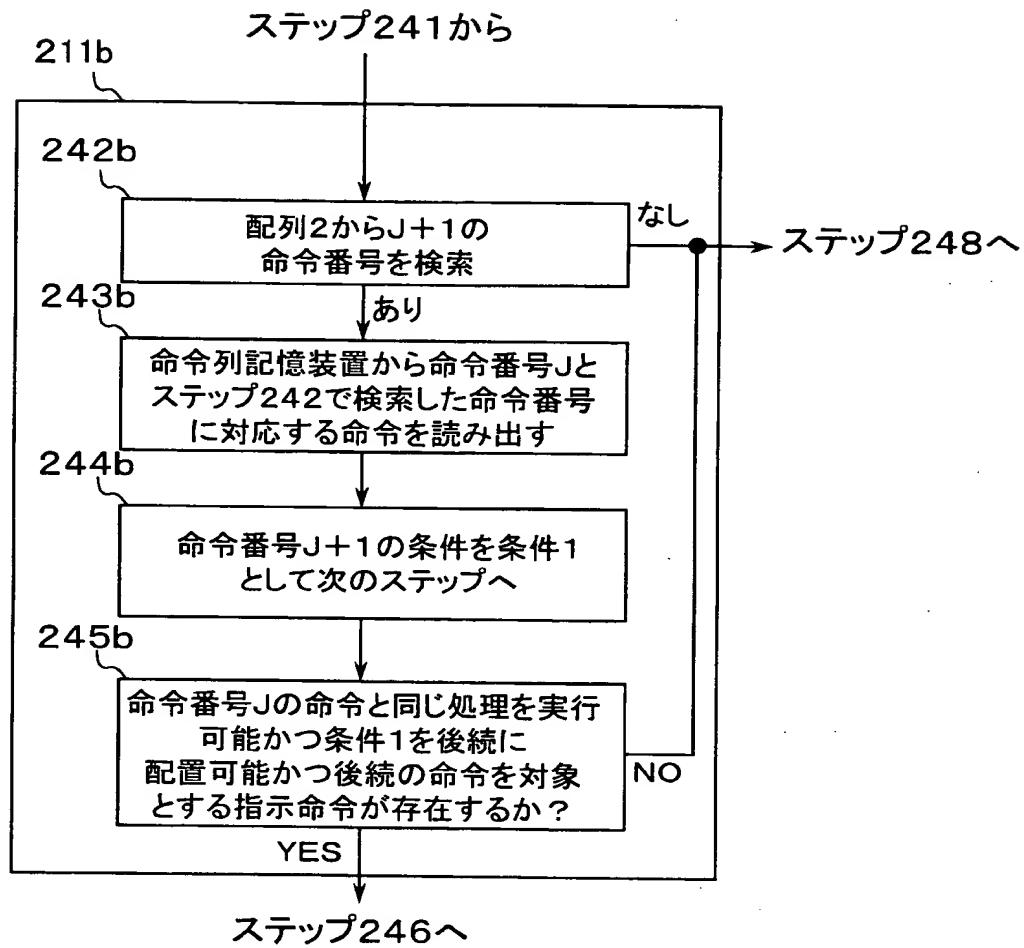 ステップ241から
211b
242b
配列2からJ+1の
命令番号を検索
なし
ステップ248へ
243b
あり
命令列記憶装置から命令番号Jと
ステップ242で検索した命令番号
に対応する命令を読み出す
244b
命令番号J+1の条件を条件1
として次のステップへ
245b
命令番号Jの命令と同じ処理を実行
可能かつ条件1を後続に
配置可能かつ後続の命令を対象
とする指示命令が存在するか?
NO
YES
ステップ246へ